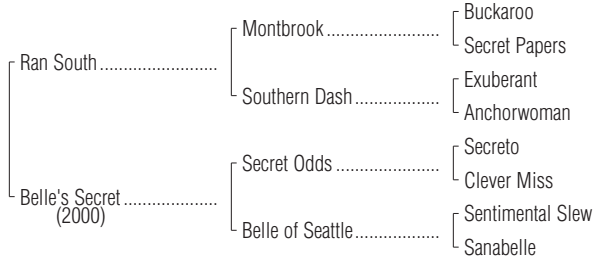 Buckaroo
Montbrook
Secret Papers
Ran South
Exuberant
Southern Dash
Anchorwoman
Secreto
Secret Odds
Clever Miss
Belle's Secret
(2000)
Sentimental Slew
Belle of Seattle
Sanabelle